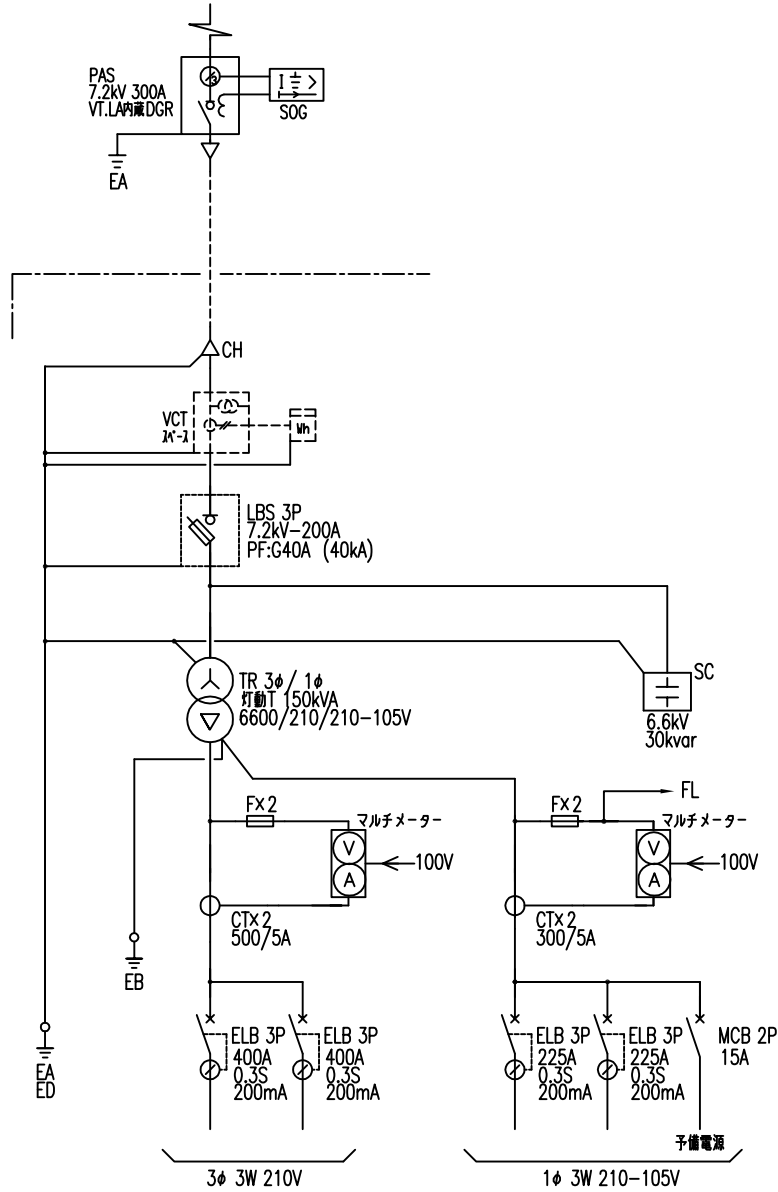 PAS
7.2kV 300A
VT.LA内蔵DGR
I ≑ >
SOG
EA
CH
VCT
スペース
Wh
LBS 3P
7.2kV-200A
PF:G40A (40kA)
SC
6.6kV
30kvar
TR 3φ/1φ
灯動T 150kVA
6600/210/210-105V
F×2
マルチメーター
V
A
100V
CT×2
500/5A
FL
F×2
マルチメーター
V
A
100V
CT×2
300/5A
EB
EA
ED
ELB 3P
400A
0.3S
200mA
ELB 3P
400A
0.3S
200mA
ELB 3P
225A
0.3S
200mA
ELB 3P
225A
0.3S
200mA
MCB 2P
15A
予備電源
3φ 3W 210V
1φ 3W 210-105V